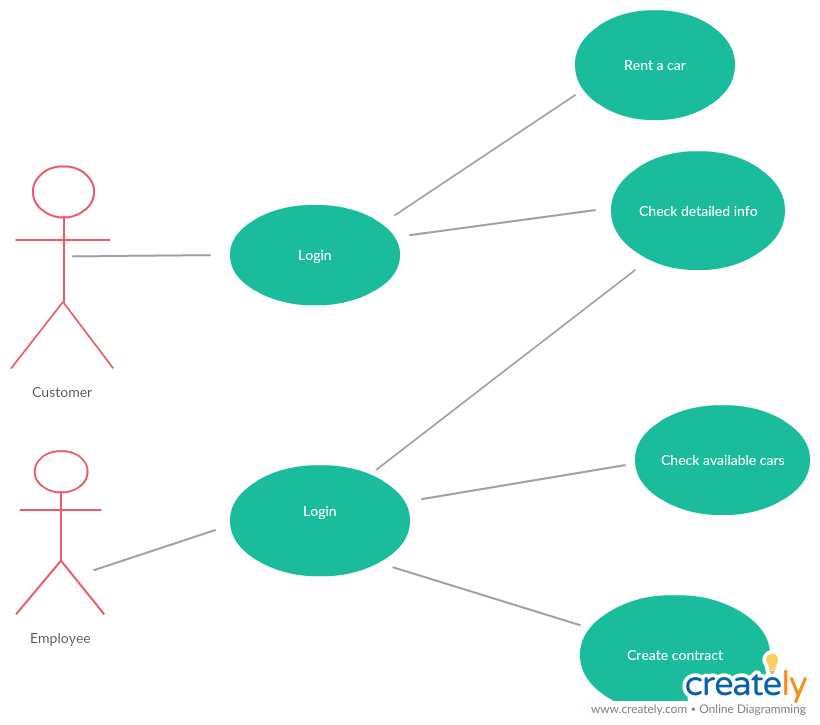 Rent a car
Check detailed info
Login
Customer
Check available cars
Login
Employee
Create contract
creately
www.creately.com • Online Diagramming